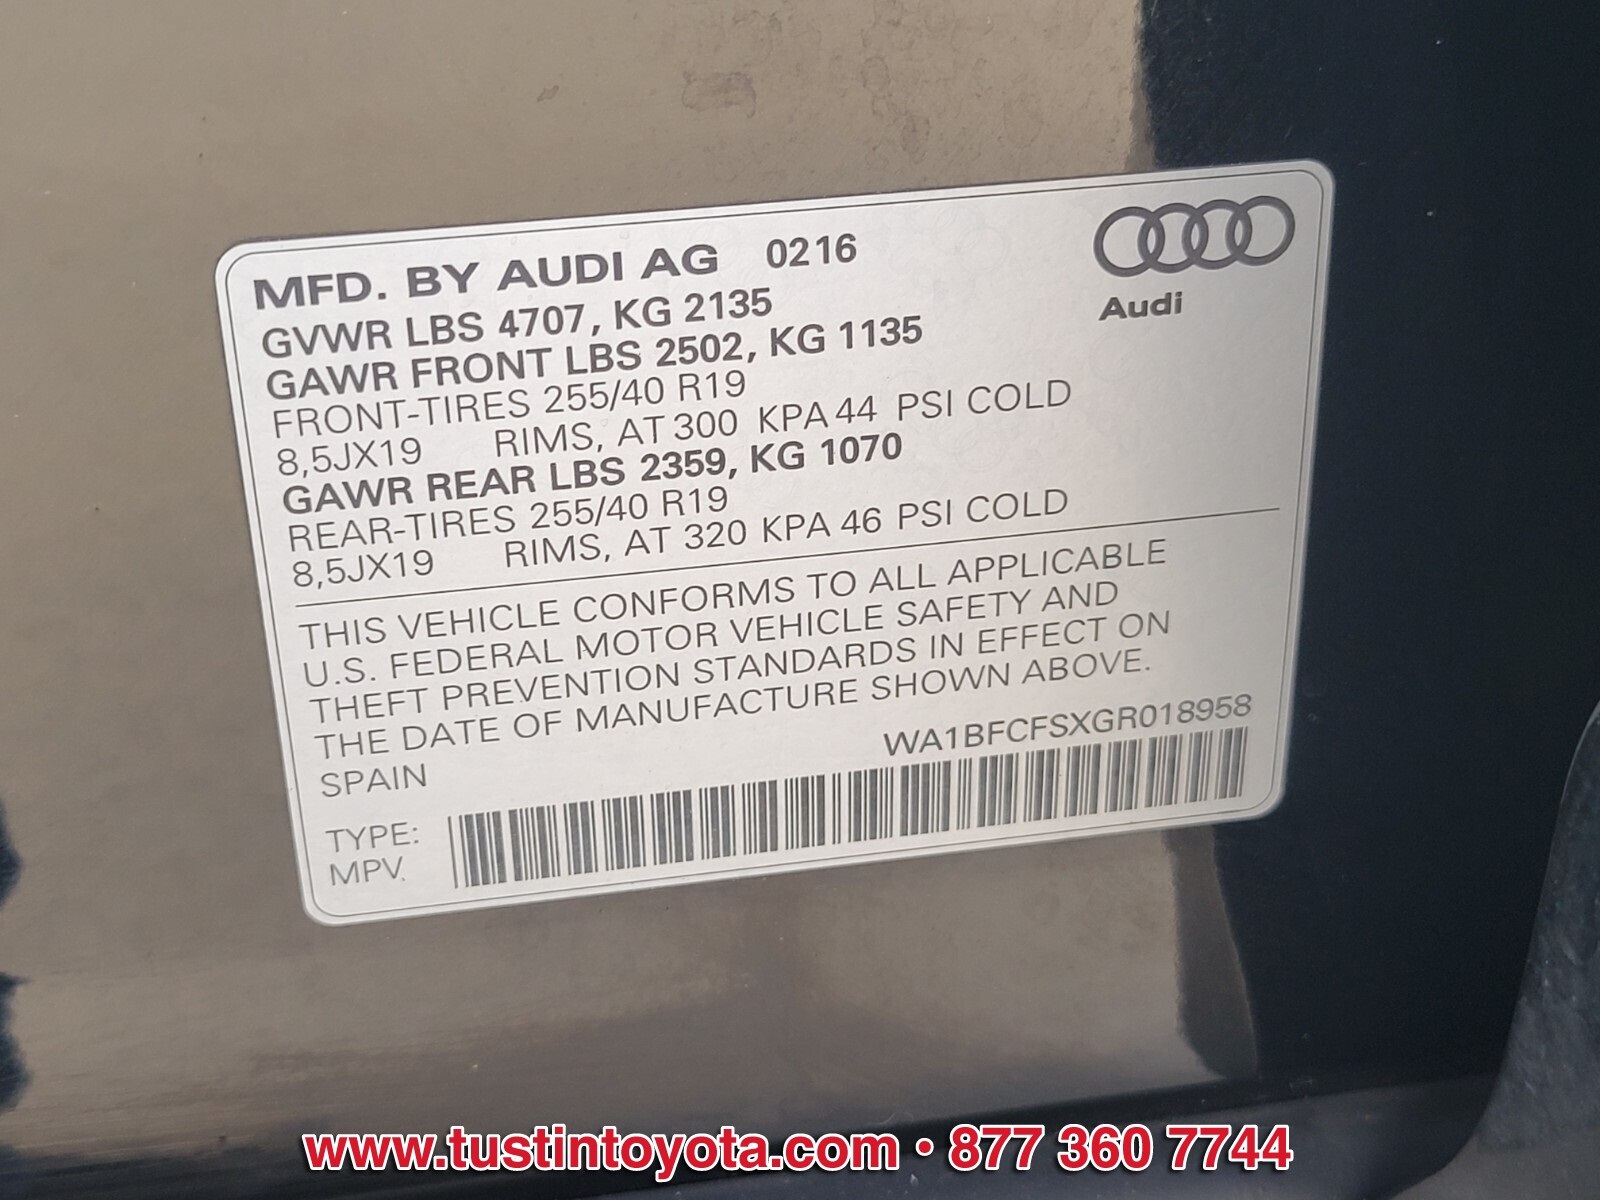 MFD. BY AUDI AG 0216
GVWR LBS 4707, KG 2135
GAWR FRONT LBS 2502, KG 1135
FRONT-TIRES 255/40 R19
8,5JX19 RIMS, AT 300 KPA 44 PSI COLD
GAWR REAR LBS 2359, KG 1070
REAR-TIRES 255/40 R19
8,5JX19 RIMS, AT 320 KPA 46 PSI COLD
Audi
THIS VEHICLE CONFORMS TO ALL APPLICABLE
U.S. FEDERAL MOTOR VEHICLE SAFETY AND
THEFT PREVENTION STANDARDS IN EFFECT ON
THE DATE OF MANUFACTURE SHOWN ABOVE.
SPAIN WA1BFCFSXGR018958
TYPE:
MPV.
www.tustintoyota.com • 877 360 7744